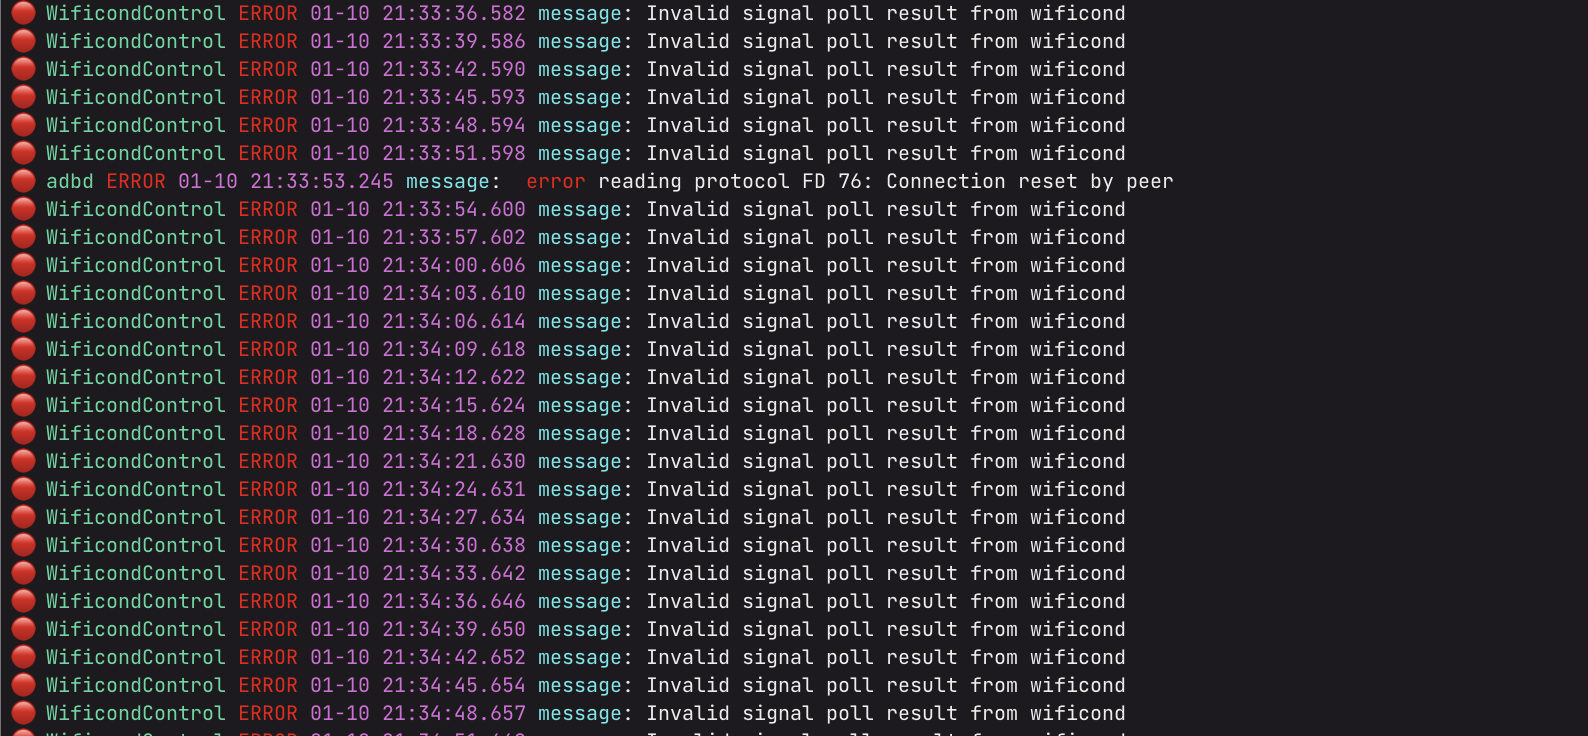 WificondControl ERROR 01-10 21:33:36.582 message: Invalid signal poll result from wificond
WificondControl ERROR 01-10 21:33:39.586 message: Invalid signal poll result from wificond
WificondControl ERROR 01-10 21:33:42.590 message: Invalid signal poll result from wificond
WificondControl ERROR 01-10 21:33:45.593 message: Invalid signal poll result from wificond
WificondControl ERROR 01-10 21:33:48.594 message: Invalid signal poll result from wificond
WificondControl ERROR 01-10 21:33:51.598 message: Invalid signal poll result from wificond
adbd ERROR 01-10 21:33:53.245 message:  error reading protocol FD 76: Connection reset by peer
WificondControl ERROR 01-10 21:33:54.600 message: Invalid signal poll result from wificond
WificondControl ERROR 01-10 21:33:57.602 message: Invalid signal poll result from wificond
WificondControl ERROR 01-10 21:34:00.606 message: Invalid signal poll result from wificond
WificondControl ERROR 01-10 21:34:03.610 message: Invalid signal poll result from wificond
WificondControl ERROR 01-10 21:34:06.614 message: Invalid signal poll result from wificond
WificondControl ERROR 01-10 21:34:09.618 message: Invalid signal poll result from wificond
WificondControl ERROR 01-10 21:34:12.622 message: Invalid signal poll result from wificond
WificondControl ERROR 01-10 21:34:15.624 message: Invalid signal poll result from wificond
WificondControl ERROR 01-10 21:34:18.628 message: Invalid signal poll result from wificond
WificondControl ERROR 01-10 21:34:21.630 message: Invalid signal poll result from wificond
WificondControl ERROR 01-10 21:34:24.631 message: Invalid signal poll result from wificond
WificondControl ERROR 01-10 21:34:27.634 message: Invalid signal poll result from wificond
WificondControl ERROR 01-10 21:34:30.638 message: Invalid signal poll result from wificond
WificondControl ERROR 01-10 21:34:33.642 message: Invalid signal poll result from wificond
WificondControl ERROR 01-10 21:34:36.646 message: Invalid signal poll result from wificond
WificondControl ERROR 01-10 21:34:39.650 message: Invalid signal poll result from wificond
WificondControl ERROR 01-10 21:34:42.652 message: Invalid signal poll result from wificond
WificondControl ERROR 01-10 21:34:45.654 message: Invalid signal poll result from wificond
WificondControl ERROR 01-10 21:34:48.657 message: Invalid signal poll result from wificond